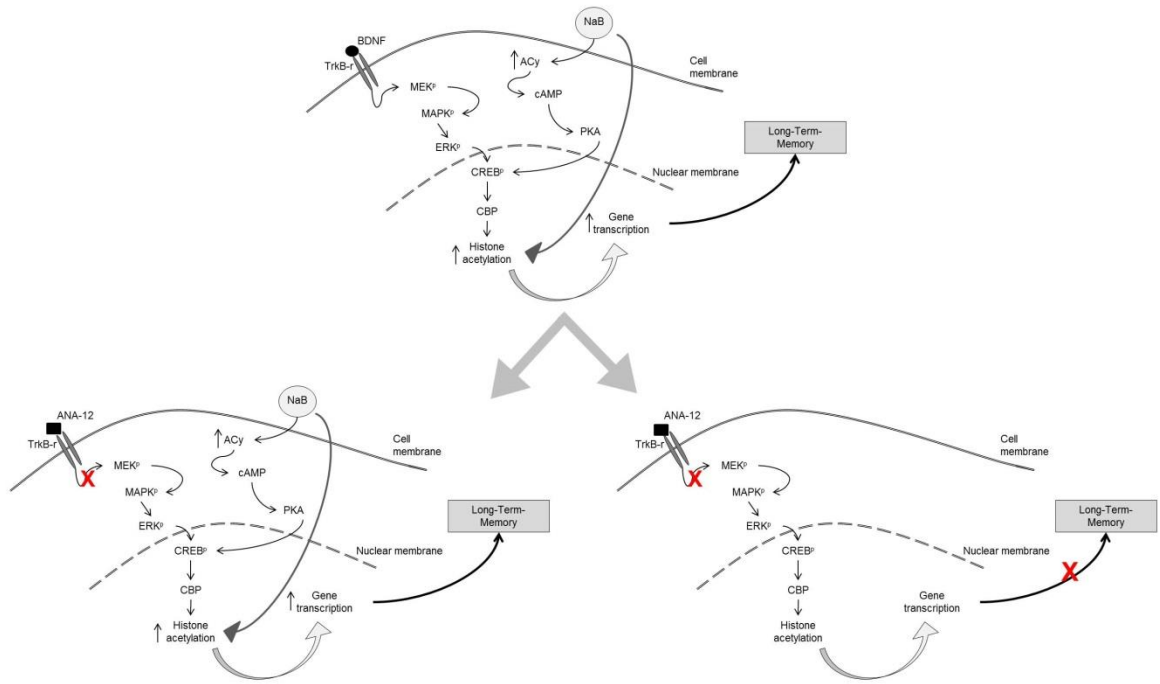 NaB
BDNF
TrkB-r
ACy
Cell
membrane
MEKᵖ
cAMP
MAPKᵖ
PKA
Long-Term-
Memory
ERKᵖ
CREBᵖ
Nuclear membrane
CBP
Gene
transcription
Histone
acetylation
NaB
ANA-12
TrkB-r
ACy
Cell
membrane
MEKᵖ
cAMP
MAPKᵖ
PKA
Long-Term-
Memory
ERKᵖ
CREBᵖ
Nuclear membrane
CBP
Gene
transcription
Histone
acetylation
X
ANA-12
TrkB-r
Cell
membrane
MEKᵖ
X
MAPKᵖ
Long-Term-
Memory
ERKᵖ
CREBᵖ
Nuclear membrane
X
CBP
Gene
transcription
Histone
acetylation